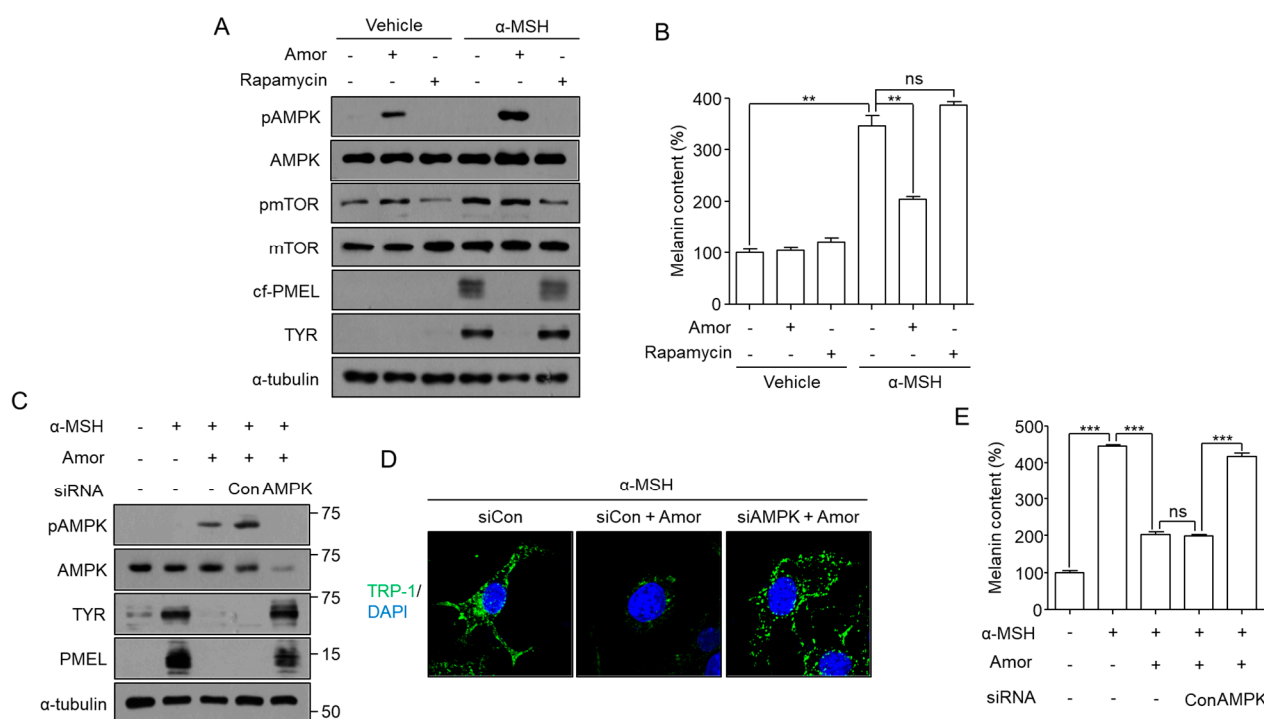 A
Vehicle α-MSH
Amor - + - - + -
Rapamycin - - + - - +
pAMPK
AMPK
pmTOR
mTOR
cf-PMEL
TYR
α-tubulin
B
Melanin content (%)
400
300
200
100
0
** ** ns
Amor - + - - + -
Rapamycin - - + - - +
Vehicle α-MSH
C
α-MSH - + + + +
Amor - - + + +
siRNA - - - Con AMPK
pAMPK 75
AMPK 75
TYR 75
PMEL 15
α-tubulin 50
D
α-MSH
siCon siCon + Amor siAMPK + Amor
TRP-1/
DAPI
E
Melanin content (%)
500
400
300
200
100
0
*** *** ns ***
α-MSH - + + + +
Amor - - + + +
siRNA - - - ConAMPK